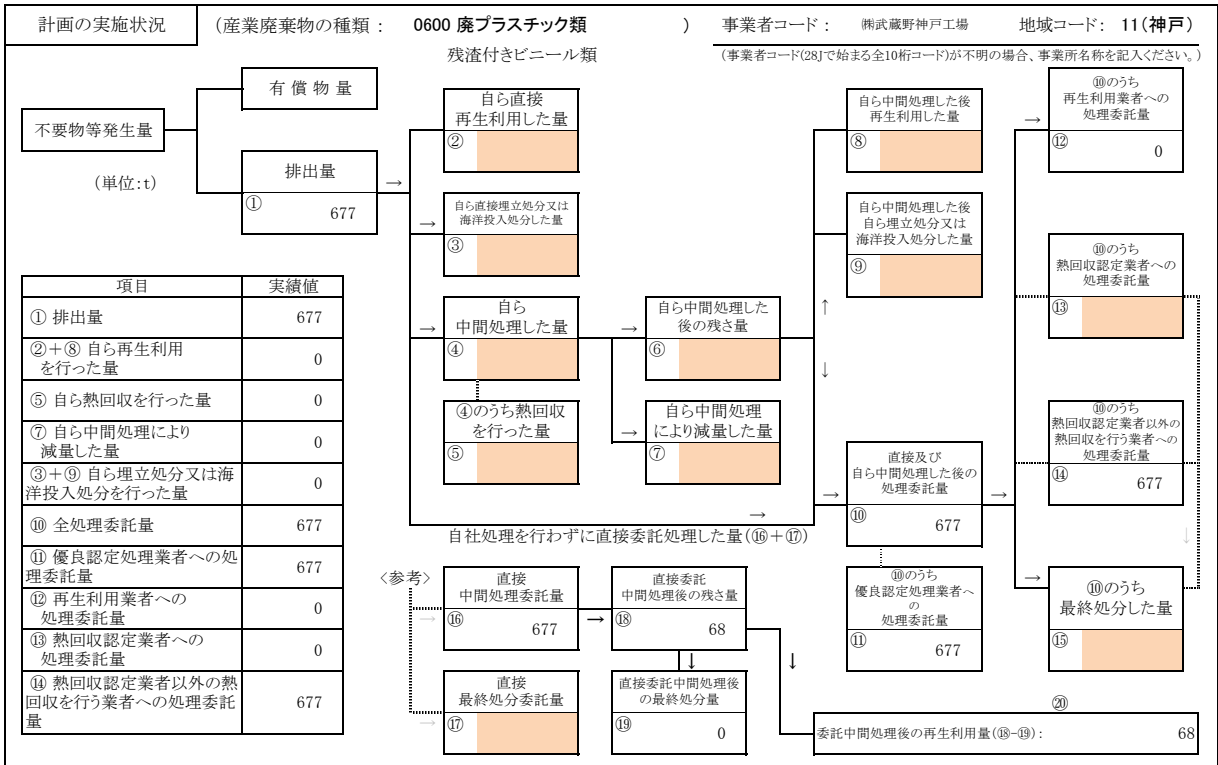 計画の実施状況
(産業廃棄物の種類： 0600 廃プラスチック類 )
事業者コード： ㈱武蔵野神戸工場
地域コード： 11(神戸)
残渣付きビニール類
(事業者コード(28Jで始まる全10桁コード)が不明の場合、事業所名称を記入ください。)
不要物等発生量
(単位:t)
有償物量
排出量
①
677
→
自ら直接
再生利用した量
②
→
自ら直接埋立処分又は
海洋投入処分した量
③
→
自ら
中間処理した量
④
④のうち熱回収
を行った量
⑤
→
自ら中間処理した
後の残さ量
⑥
→
自ら中間処理
により減量した量
⑦
自ら中間処理した後
再生利用した量
⑧
自ら中間処理した後
自ら埋立処分又は
海洋投入処分した量
⑨
↑
↓
→
直接及び
自ら中間処理した後の
処理委託量
⑩
677
→
⑩のうち
優良認定処理業者へ
の
処理委託量
⑪
677
→
⑩のうち
再生利用業者への
処理委託量
⑫
0
⑩のうち
熱回収認定業者への
処理委託量
⑬
⑩のうち
熱回収認定業者以外の
熱回収を行う業者への
処理委託量
⑭
677
↓
→
⑩のうち
最終処分した量
⑮
項目 実績値
① 排出量 677
②＋⑧ 自ら再生利用
を行った量 0
⑤ 自ら熱回収を行った量 0
⑦ 自ら中間処理により
減量した量 0
③＋⑨ 自ら埋立処分又は海
洋投入処分を行った量 0
⑩ 全処理委託量 677
⑪ 優良認定処理業者への処
理委託量 677
⑫ 再生利用業者への
処理委託量 0
⑬ 熱回収認定業者への
処理委託量 0
⑭ 熱回収認定業者以外の熱
回収を行う業者への処理委託
量 677
→
自社処理を行わずに直接委託処理した量(⑯＋⑰)
〈参考〉
→
直接
中間処理委託量
⑯
677
→
直接委託
中間処理後の残さ量
⑱
68
↓
↓
→
直接
最終処分委託量
⑰
直接委託中間処理後
の最終処分量
⑲
0
⑳
委託中間処理後の再生利用量(⑱-⑲)： 68